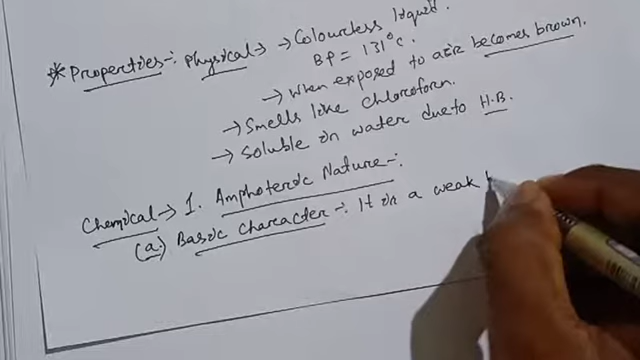 * Properties:- Physical → → Colourless liquid.
BP = 131°C.
→ When exposed to air becomes brown.
→ Smells like chloroform.
→ Soluble in water due to H.B.
Chemical → 1. Amphoteric Nature -:
(a) Basic Character -: It is a weak